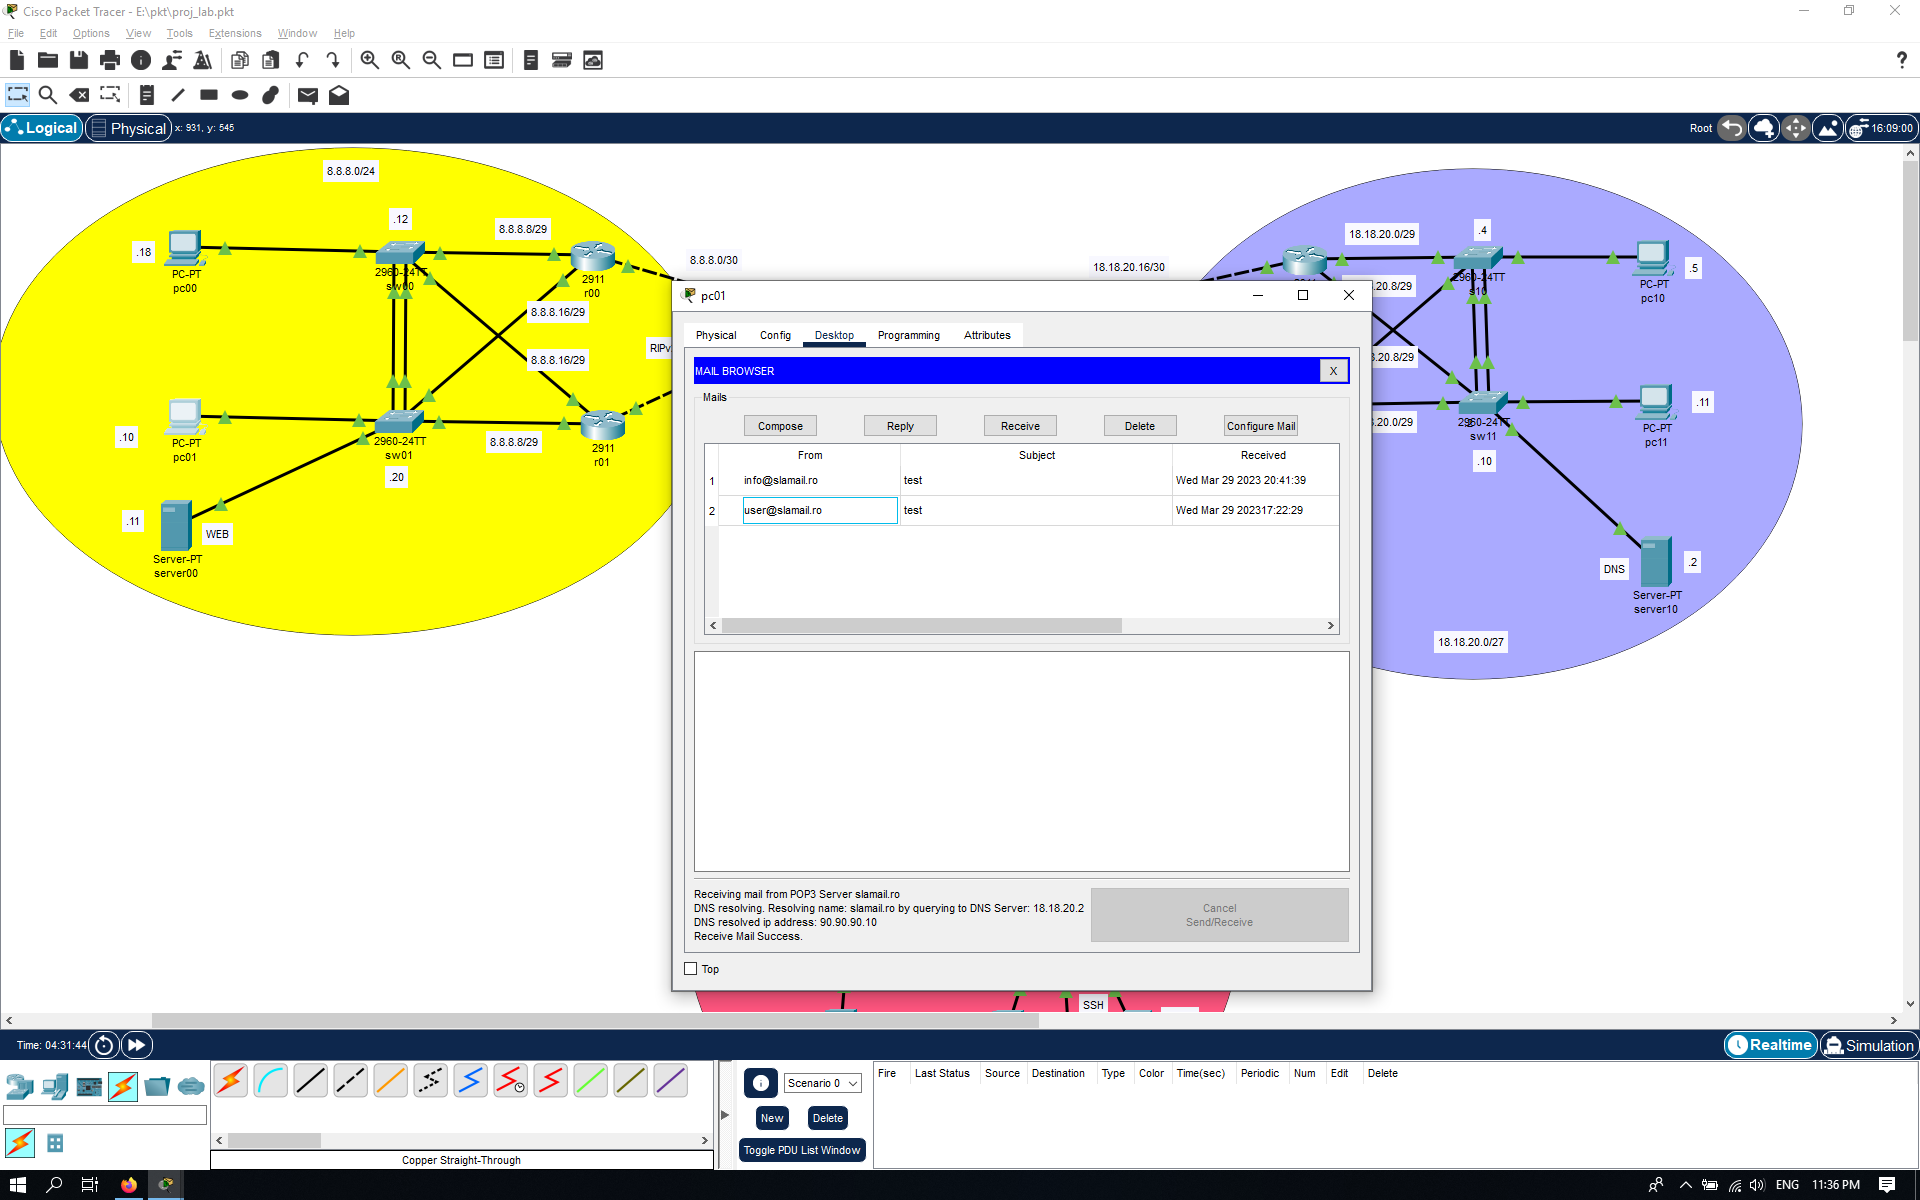 Cisco Packet Tracer - E:\pkt\proj_lab.pkt
File Edit Options View Tools Extensions Window Help
Logical Physical x: 931, y: 545
Root 16:09:00
8.8.8.0/24
.12
.18
8.8.8.8/29
2960-24TT
sw00
PC-PT
pc00
2911
r00
8.8.8.0/30
8.8.8.16/29
8.8.8.16/29
RIPv
.10
PC-PT
pc01
2960-24TT
sw01
.20
8.8.8.8/29
2911
r01
.11
WEB
Server-PT
server00
18.18.20.16/30
18.18.20.0/29
.4
2960-24TT
s10
.5
PC-PT
pc10
.20.8/29
.20.8/29
.20.0/29
2960-24TT
sw11
.10
.11
PC-PT
pc11
DNS
.2
Server-PT
server10
18.18.20.0/27
pc01
Physical Config Desktop Programming Attributes
MAIL BROWSER X
Mails
Compose Reply Receive Delete Configure Mail
From Subject Received
1 info@slamail.ro test Wed Mar 29 2023 20:41:39
2 user@slamail.ro test Wed Mar 29 202317:22:29
Receiving mail from POP3 Server slamail.ro
DNS resolving. Resolving name: slamail.ro by querying to DNS Server: 18.18.20.2
DNS resolved ip address: 90.90.90.10
Receive Mail Success.
Cancel
Send/Receive
Top
SSH
Time: 04:31:44
Realtime Simulation
Scenario 0
New Delete
Toggle PDU List Window
Fire Last Status Source Destination Type Color Time(sec) Periodic Num Edit Delete
Copper Straight-Through
ENG 11:36 PM